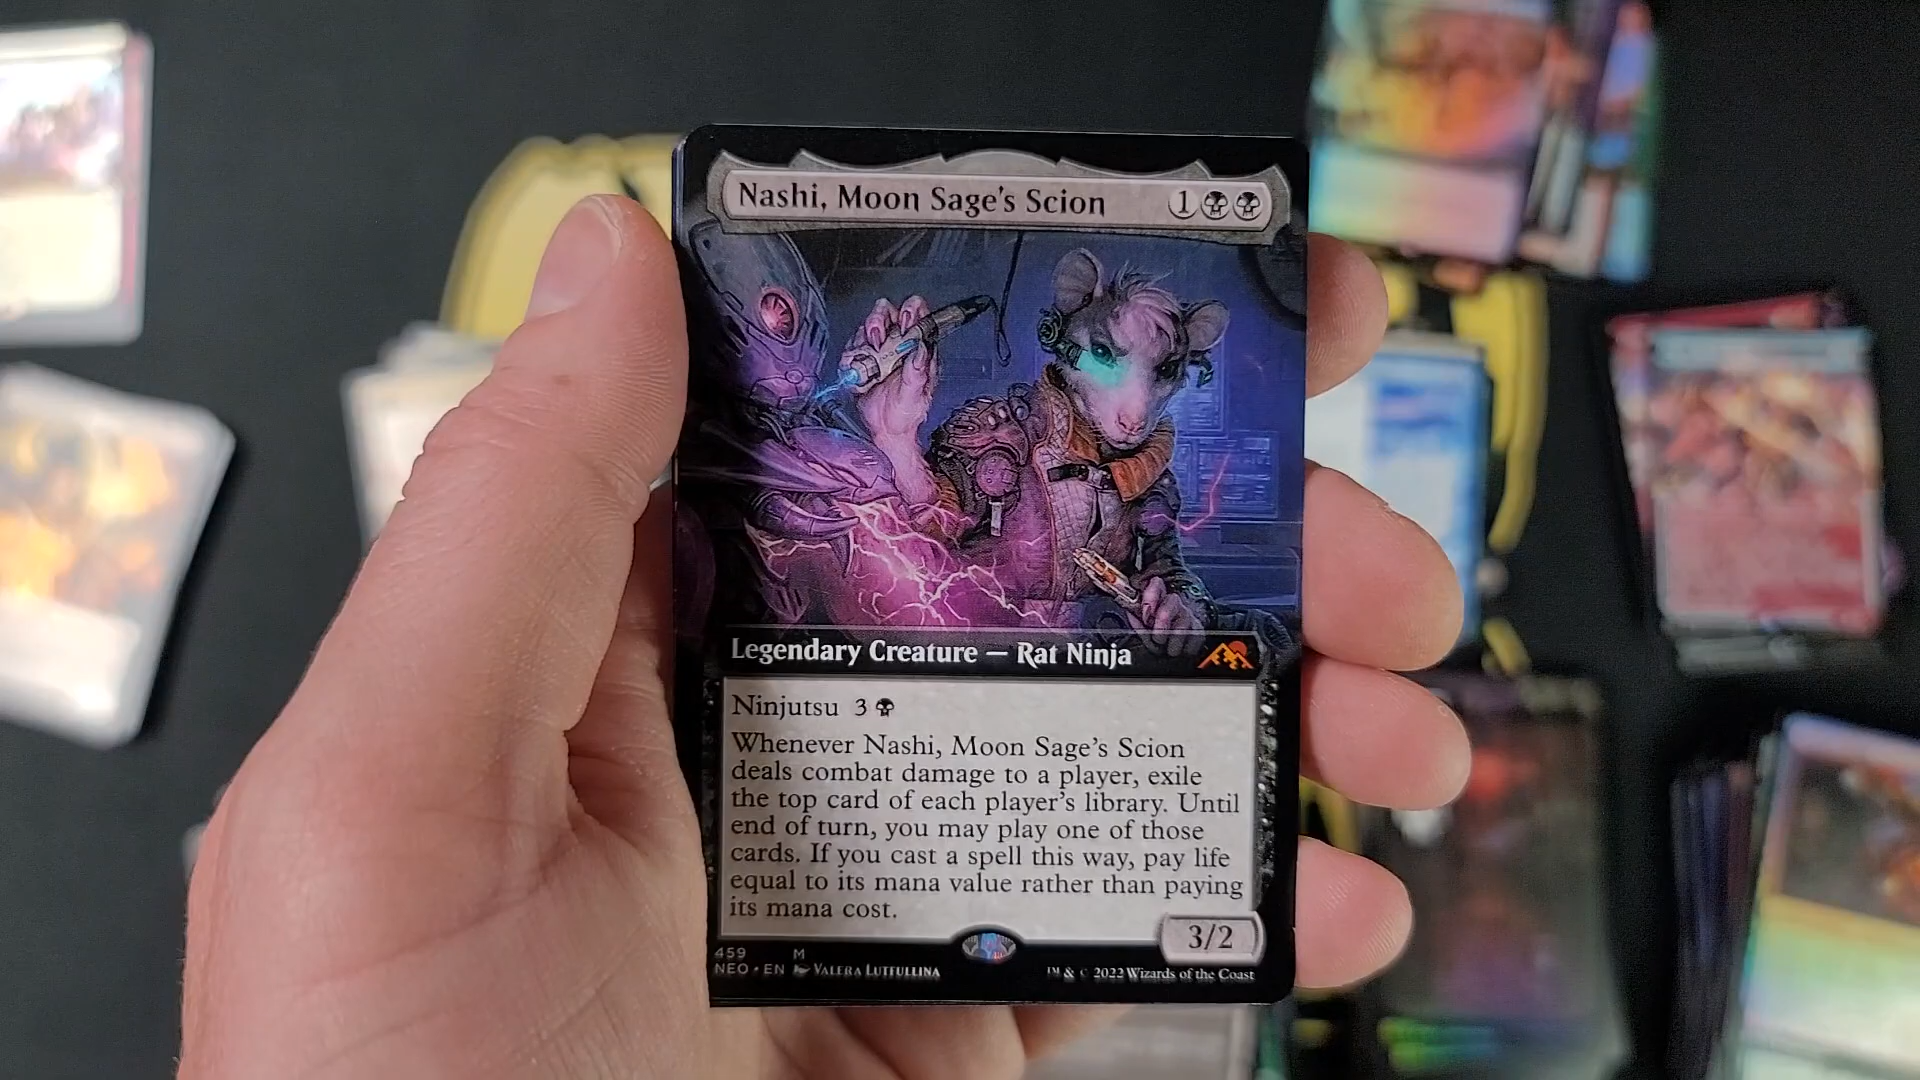 Nashi, Moon Sage's Scion 1
Legendary Creature — Rat Ninja
Ninjutsu 3
Whenever Nashi, Moon Sage's Scion
deals combat damage to a player, exile
the top card of each player's library. Until
end of turn, you may play one of those
cards. If you cast a spell this way, pay life
equal to its mana value rather than paying
its mana cost.
3/2
459 M
NEO • EN Valera Lutfullina
™ & © 2022 Wizards of the Coast